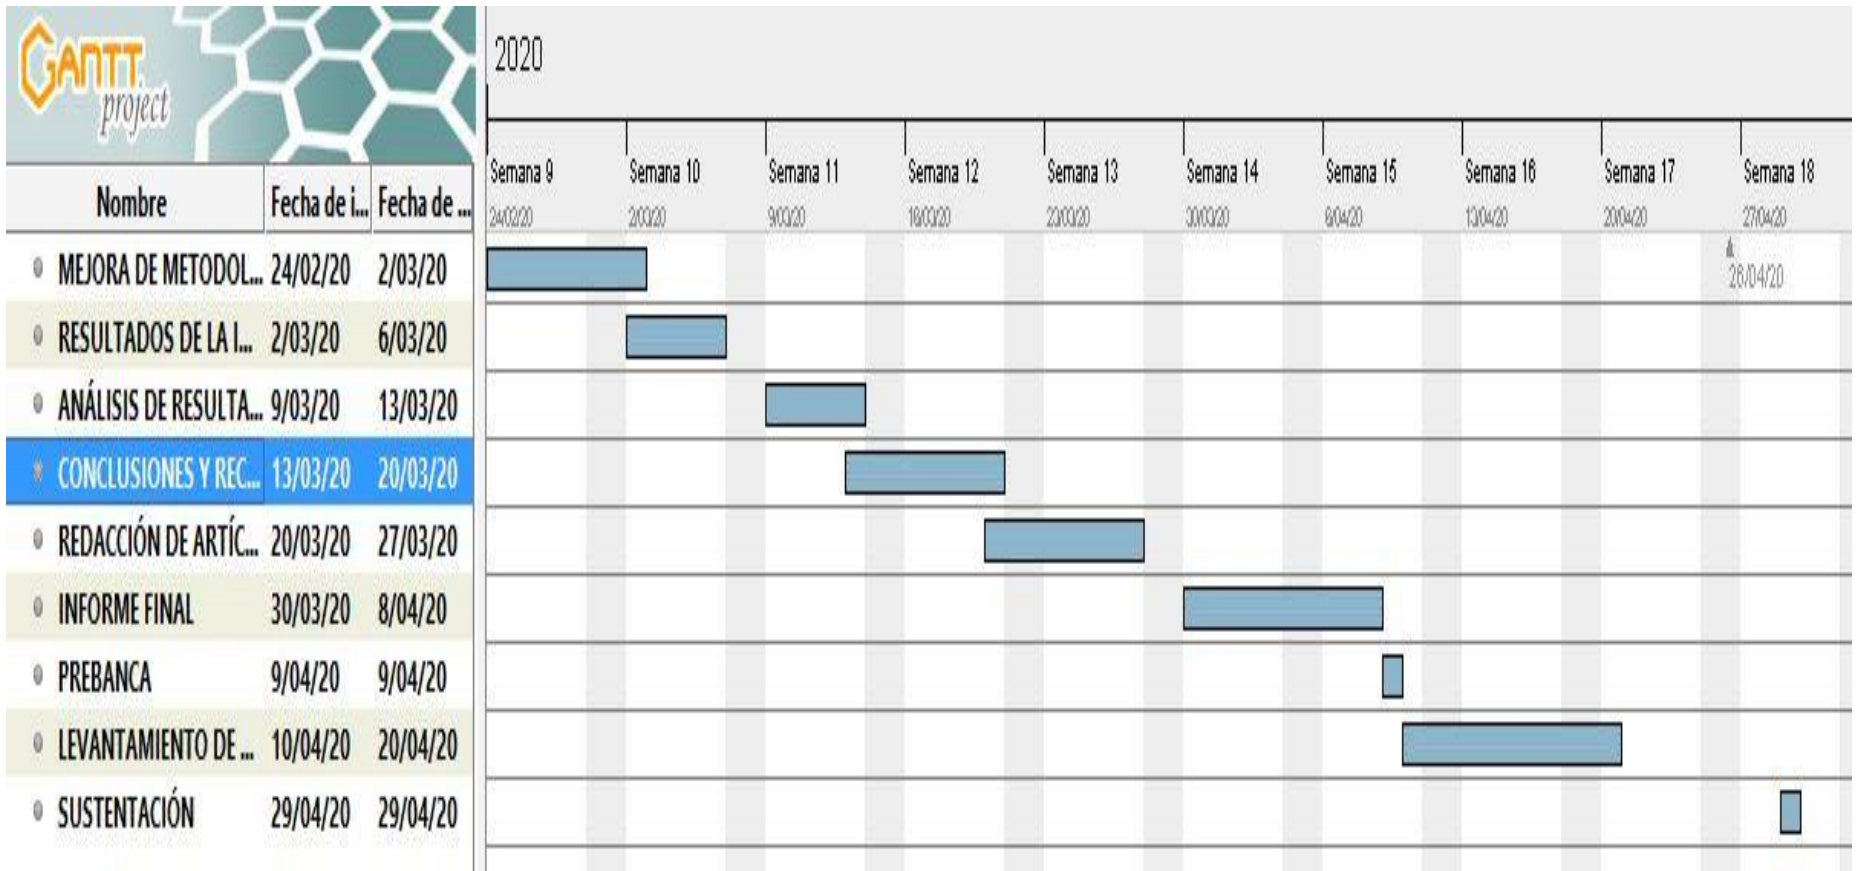 GANTT
project
2020
Semana 9 Semana 10 Semana 11 Semana 12 Semana 13 Semana 14 Semana 15 Semana 16 Semana 17 Semana 18
24/02/20 2/03/20 9/03/20 16/03/20 23/03/20 30/03/20 6/04/20 13/04/20 20/04/20 27/04/20
Nombre Fecha de i... Fecha de ...
MEJORA DE METODOL... 24/02/20 2/03/20
26/04/20
RESULTADOS DE LA I... 2/03/20 6/03/20
ANÁLISIS DE RESULTA... 9/03/20 13/03/20
CONCLUSIONES Y REC... 13/03/20 20/03/20
REDACCIÓN DE ARTÍC... 20/03/20 27/03/20
INFORME FINAL 30/03/20 8/04/20
PREBANCA 9/04/20 9/04/20
LEVANTAMIENTO DE ... 10/04/20 20/04/20
SUSTENTACIÓN 29/04/20 29/04/20